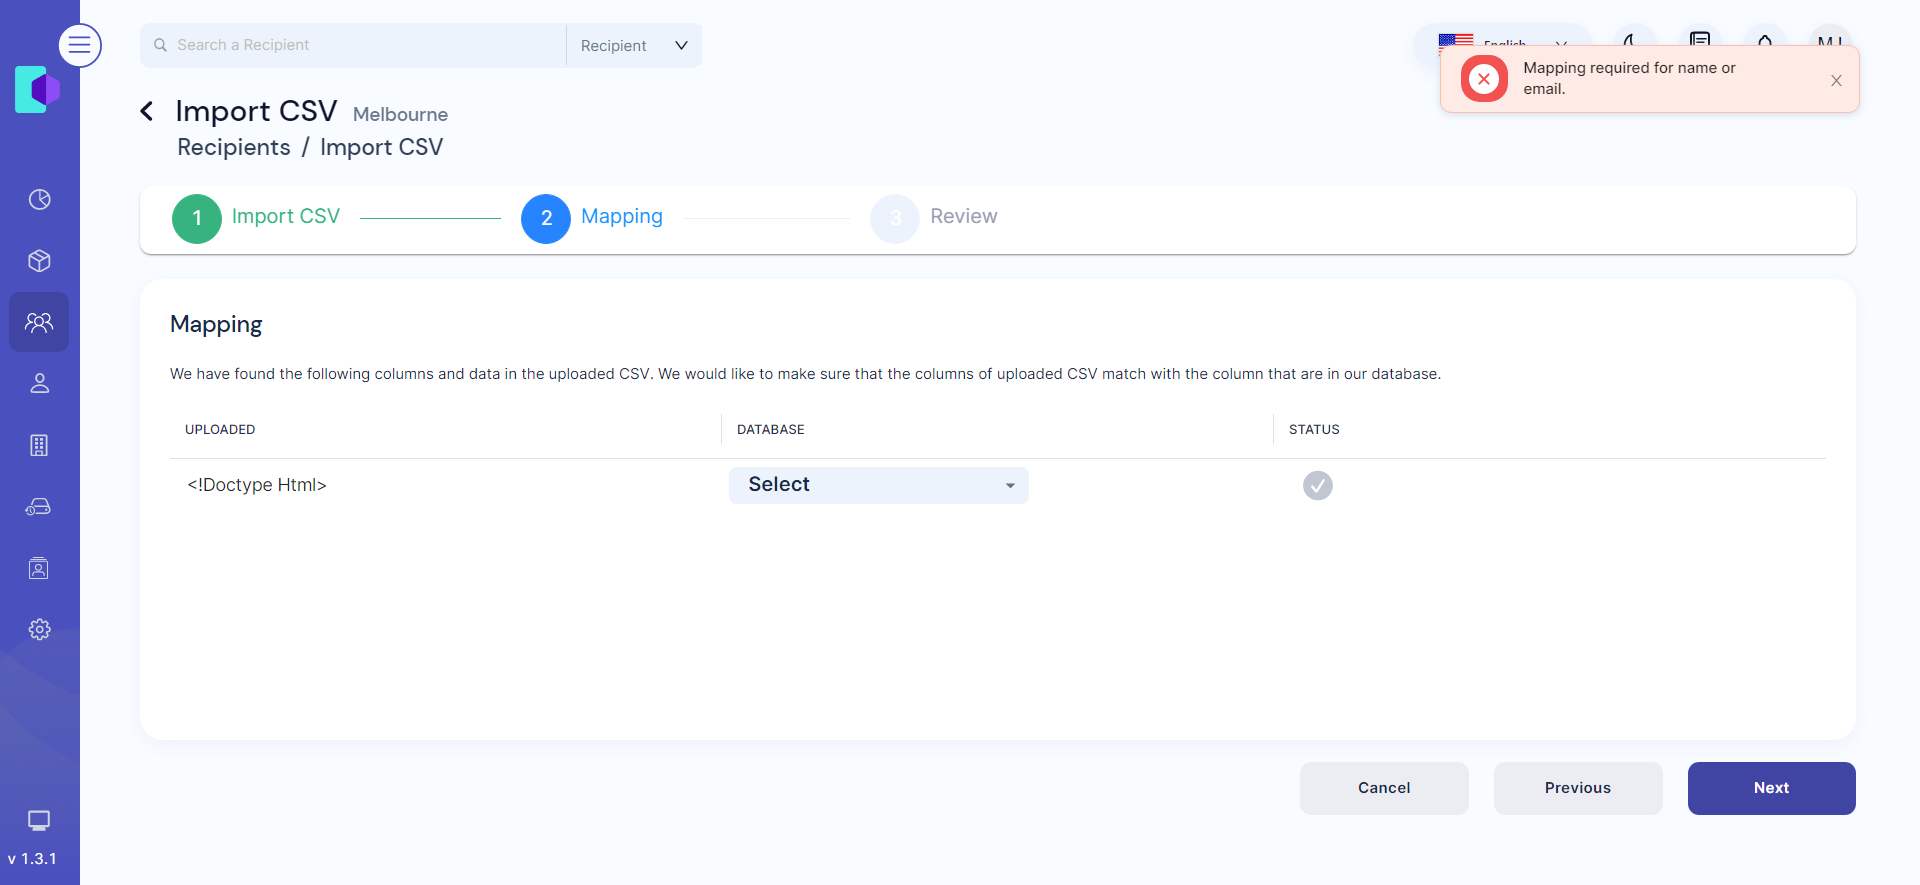 Search a Recipient
Recipient
English
MJ
Mapping required for name or
email.
Import CSV Melbourne
Recipients / Import CSV
1 Import CSV
2 Mapping
3 Review
Mapping
We have found the following columns and data in the uploaded CSV. We would like to make sure that the columns of uploaded CSV match with the column that are in our database.
UPLOADED DATABASE STATUS
<!Doctype Html> Select
Cancel Previous Next
v 1.3.1